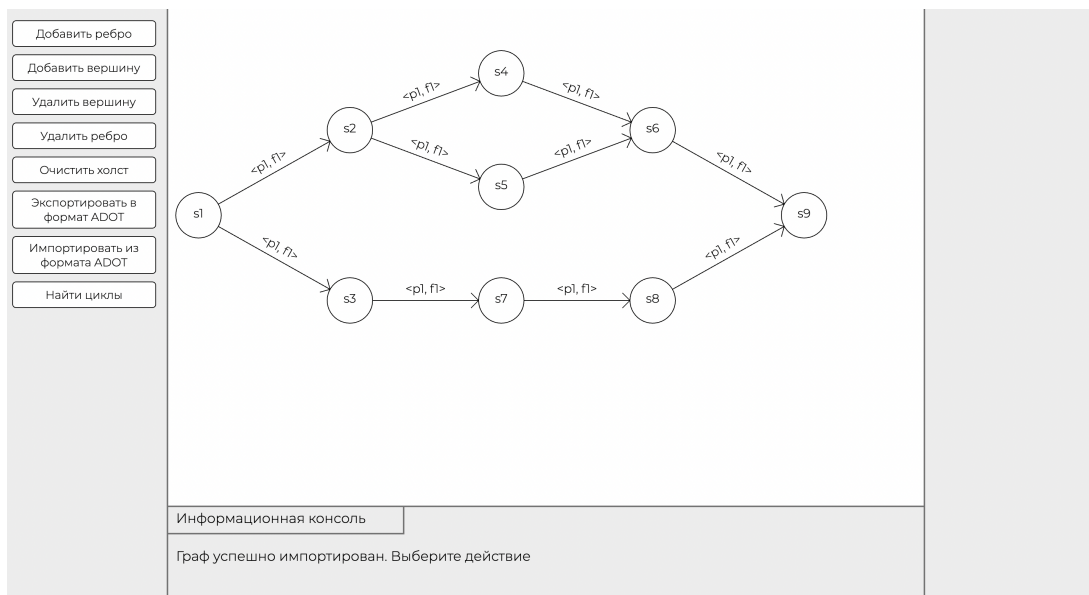 Добавить ребро
Добавить вершину
Удалить вершину
Удалить ребро
Очистить холст
Экспортировать в
формат ADOT
Импортировать из
формата ADOT
Найти циклы
s4
<p1, f1>
<p1, f1>
s2
s6
<p1, f1>
<p1, f1>
<p1, f1>
<p1, f1>
s5
s1
s9
<p1, f1>
<p1, f1>
<p1, f1>
<p1, f1>
s3
s7
s8
Информационная консоль
Граф успешно импортирован. Выберите действие